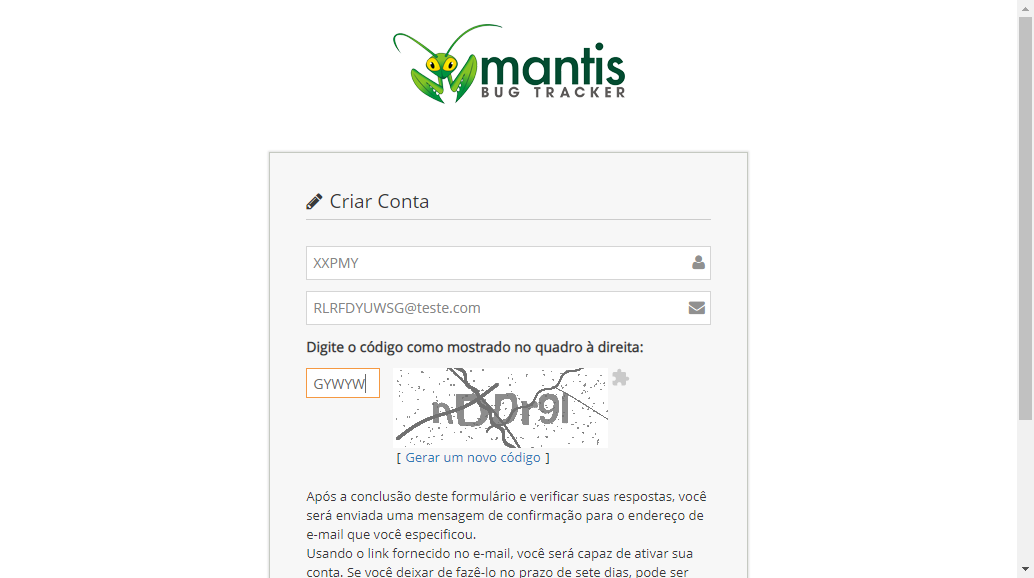 mantis
BUG TRACKER
Criar Conta
XXPMY
RLRFDYUWSG@teste.com
Digite o código como mostrado no quadro à direita:
GYWYW
[ Gerar um novo código ]
Após a conclusão deste formulário e verificar suas respostas, você
será enviada uma mensagem de confirmação para o endereço de
e-mail que você especificou.
Usando o link fornecido no e-mail, você será capaz de ativar sua
conta. Se você deixar de fazê-lo no prazo de sete dias, pode ser